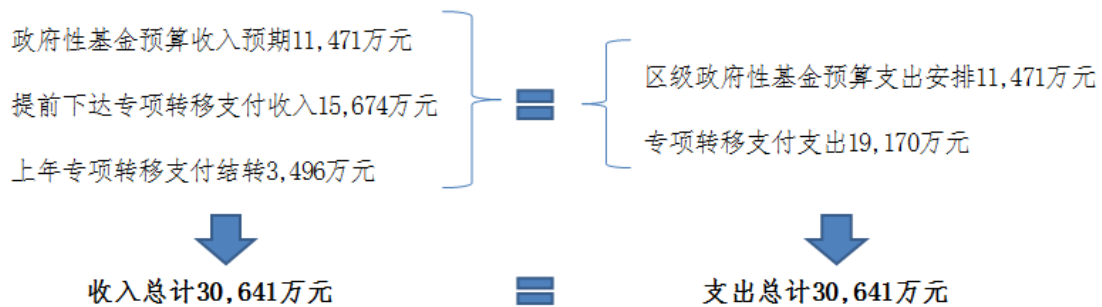 政府性基金预算收入预期11,471万元
提前下达专项转移支付收入15,674万元
上年专项转移支付结转3,496万元
区级政府性基金预算支出安排11,471万元
专项转移支付支出19,170万元
收入总计30,641万元
支出总计30,641万元